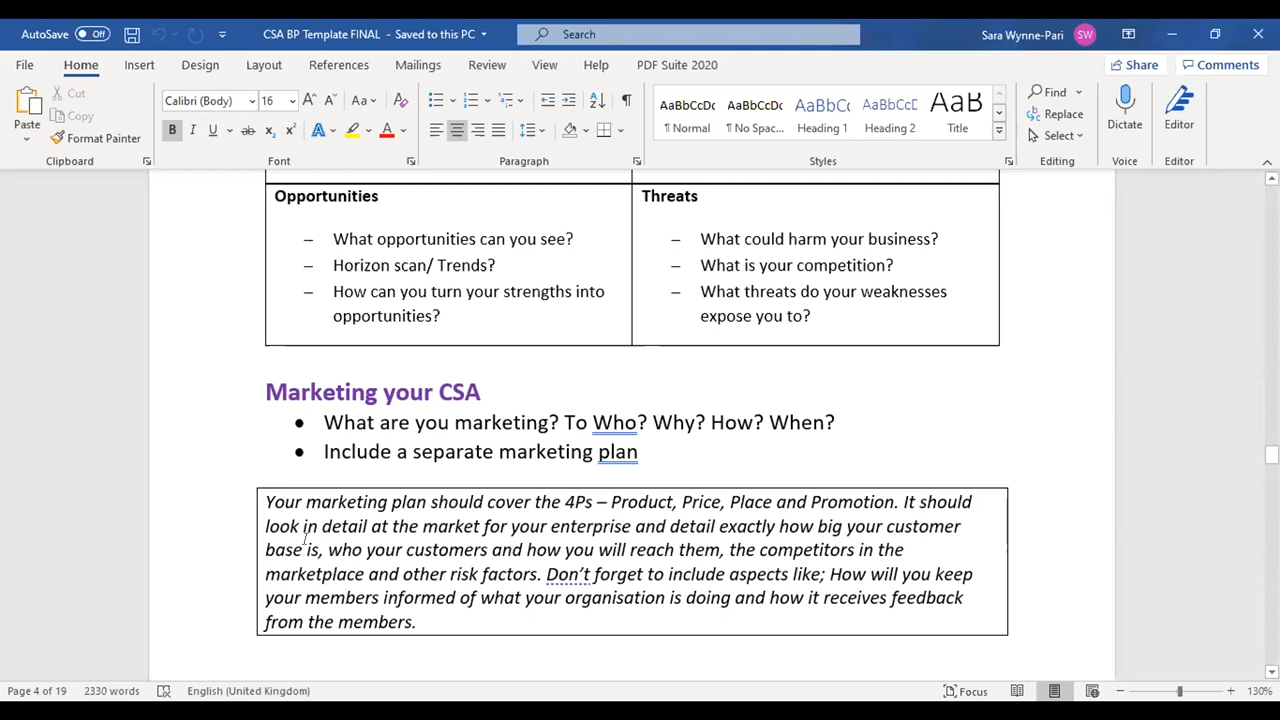 AutoSave Off CSA BP Template FINAL - Saved to this PC Search Sara Wynne-Pari SW
File Home Insert Design Layout References Mailings Review View Help PDF Suite 2020 Share Comments
Paste Cut Copy Format Painter
Calibri (Body) 16
AaBbCcDc AaBbCcDc AaBbCc AaBbCcD AaB
¶ Normal ¶ No Spac... Heading 1 Heading 2 Title
Find Replace Select
Dictate Editor
Clipboard Font Paragraph Styles Editing Voice Editor
Opportunities
– What opportunities can you see?
– Horizon scan/ Trends?
– How can you turn your strengths into
opportunities?
Threats
– What could harm your business?
– What is your competition?
– What threats do your weaknesses
expose you to?
Marketing your CSA
• What are you marketing? To Who? Why? How? When?
• Include a separate marketing plan
Your marketing plan should cover the 4Ps – Product, Price, Place and Promotion. It should
look in detail at the market for your enterprise and detail exactly how big your customer
base is, who your customers and how you will reach them, the competitors in the
marketplace and other risk factors. Don't forget to include aspects like; How will you keep
your members informed of what your organisation is doing and how it receives feedback
from the members.
Page 4 of 19 2330 words English (United Kingdom) Focus 130%